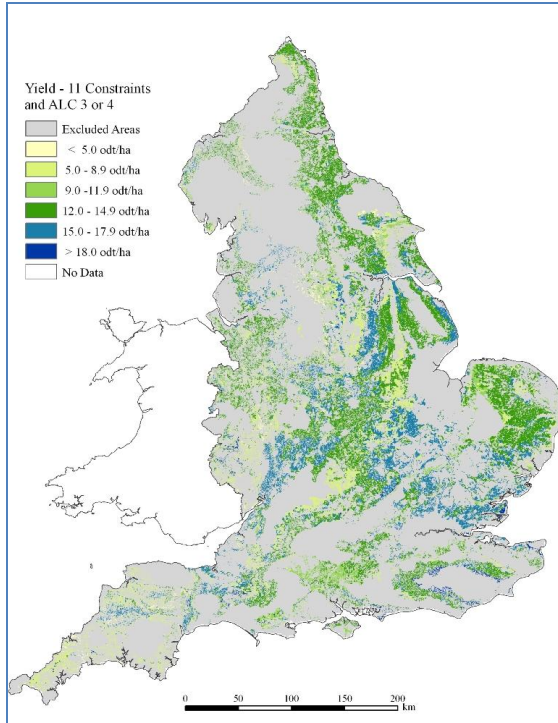 Yield - 11 Constraints
and ALC 3 or 4
Excluded Areas
< 5.0 odt/ha
5.0 - 8.9 odt/ha
9.0 -11.9 odt/ha
12.0 - 14.9 odt/ha
15.0 - 17.9 odt/ha
> 18.0 odt/ha
No Data
0 50 100 150 200
km